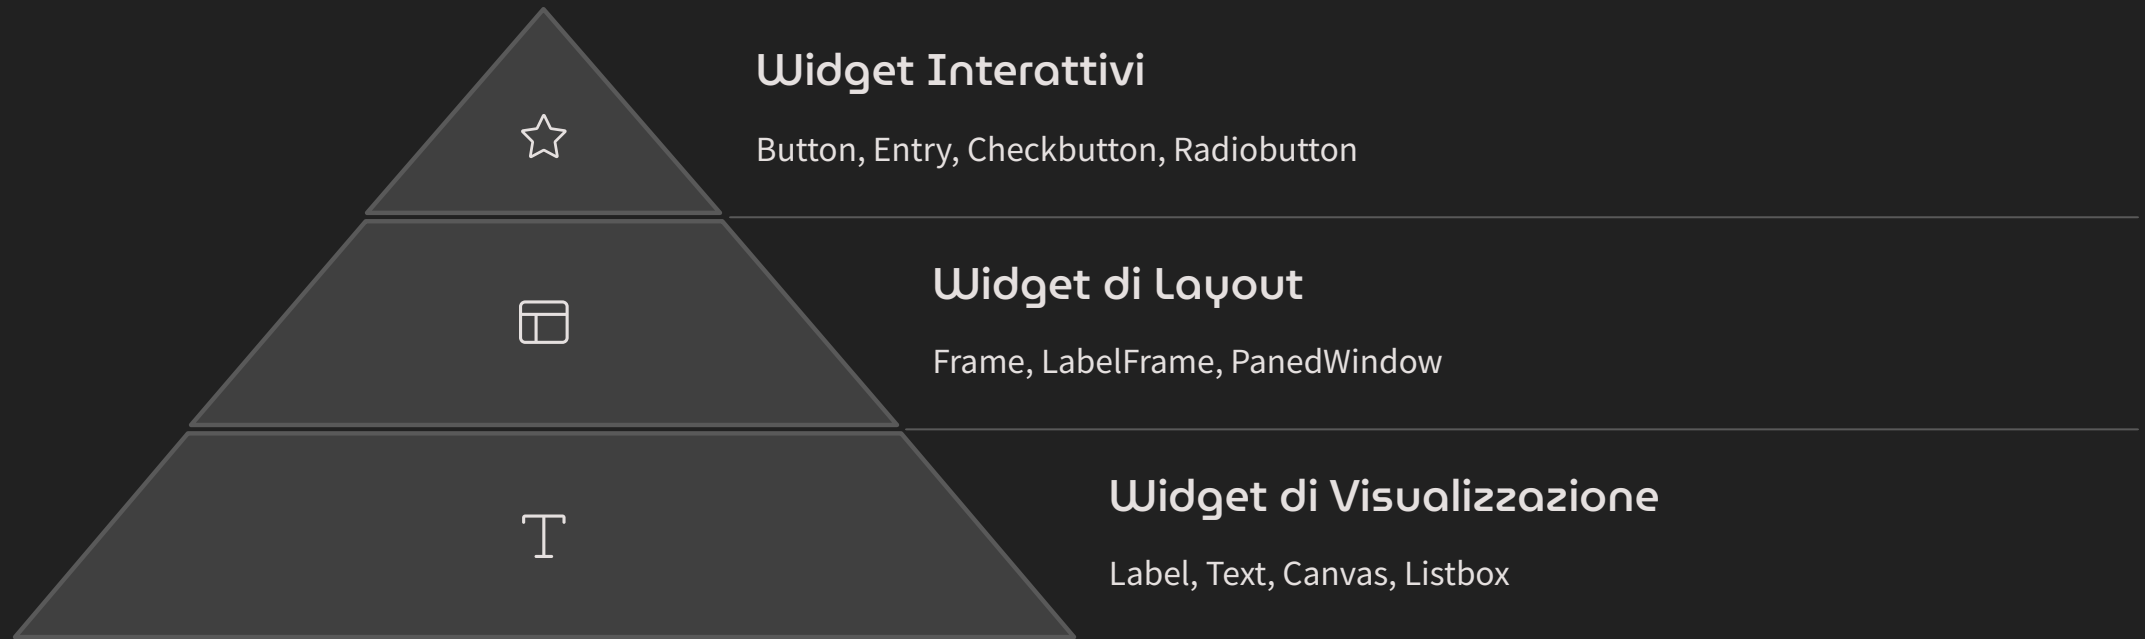 Widget Interattivi
Button, Entry, Checkbutton, Radiobutton
Widget di Layout
Frame, LabelFrame, PanedWindow
Widget di Visualizzazione
Label, Text, Canvas, Listbox